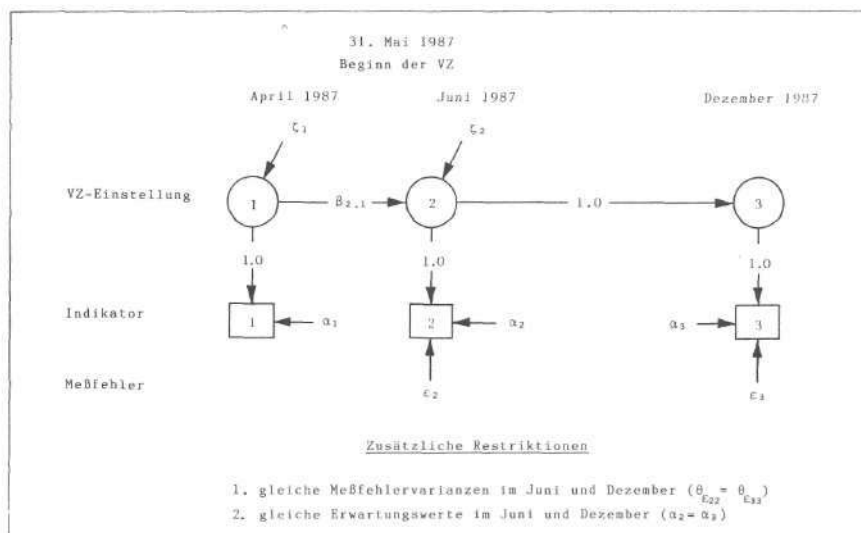 31. Mai 1987
Beginn der VZ
April 1987 Juni 1987 Dezember 1987
ζ₁ ζ₂
VZ-Einstellung 1 β₂.₁ 2 1.0 3
1.0 1.0 1.0
Indikator 1 α₁ 2 α₂ α₃ 3
Meßfehler ε₂ ε₃
Zusätzliche Restriktionen
1. gleiche Meßfehlervarianzen im Juni und Dezember (θε₂₂ = θε₃₃)
2. gleiche Erwartungswerte im Juni und Dezember (α₂= α₃)